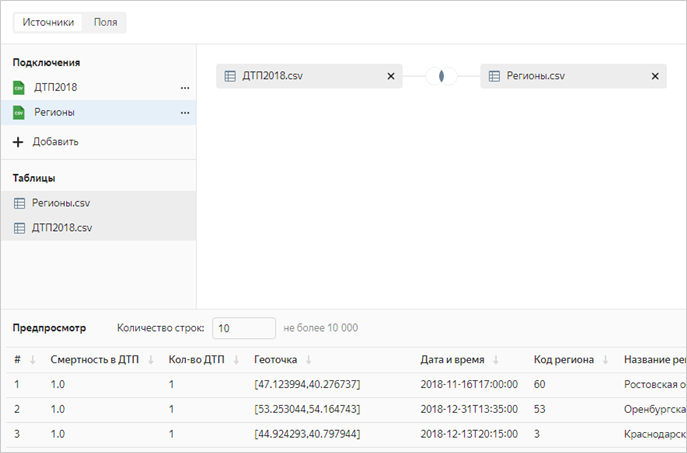 Источники Поля
Подключения
CSV ДТП2018 ...
CSV Регионы ...
+ Добавить
Таблицы
Регионы.csv
ДТП2018.csv
ДТП2018.csv × Регионы.csv ×
Предпросмотр Количество строк: 10 не более 10 000
# Смертность в ДТП Кол-во ДТП Геоточка Дата и время Код региона Название ре
1 1.0 1 [47.123994,40.276737] 2018-11-16T17:00:00 60 Ростовская о
2 1.0 1 [53.253044,54.164743] 2018-12-31T13:35:00 53 Оренбургска
3 1.0 1 [44.924293,40.797944] 2018-12-13T20:15:00 3 Краснодарск